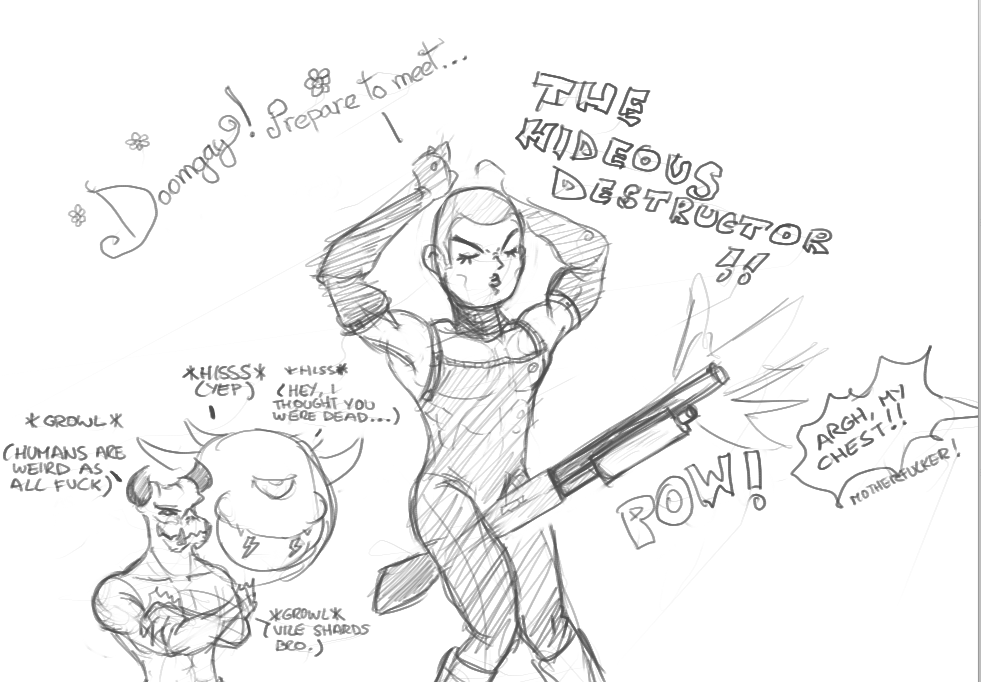 Doomgay! Prepare to meet...
THE
HIDEOUS
DESTRUCTOR
!!
*HISSS*
(YEP)
*HISS*
(HEY, I
THOUGHT YOU
WERE DEAD...)
*GROWL*
(HUMANS ARE
WEIRD AS
ALL FUCK)
ARGH, MY
CHEST!!
MOTHERFUCKER!
POW!
*GROWL*
(VILE SHARDS
BRO.)